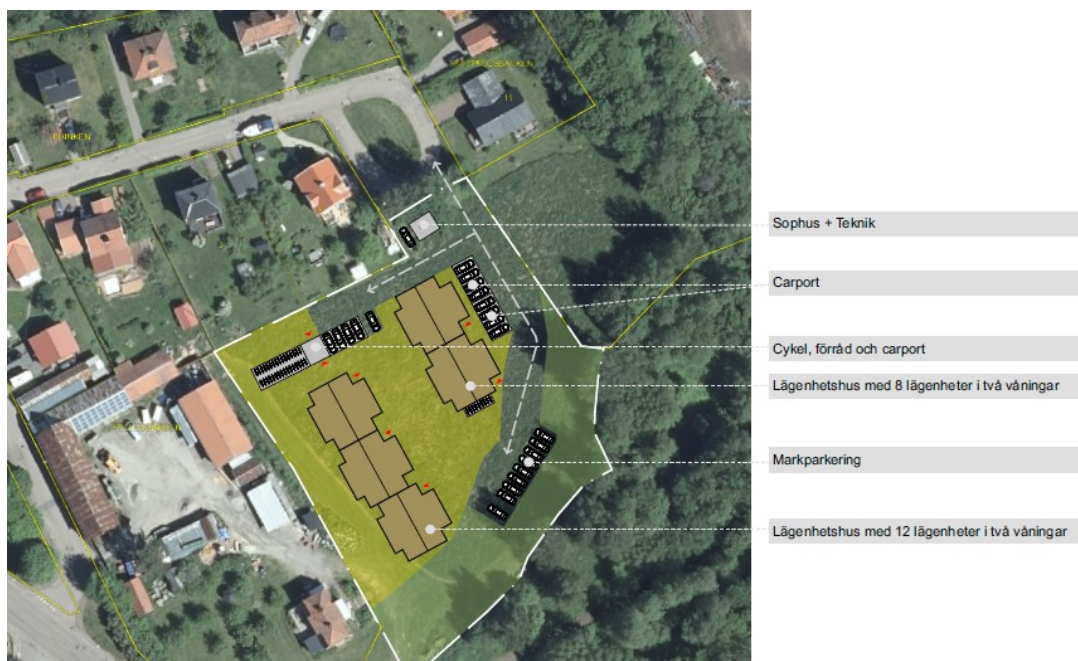 Sophus + Teknik
Carport
Cykel, förråd och carport
Lägenhetshus med 8 lägenheter i två våningar
Markparkering
Lägenhetshus med 12 lägenheter i två våningar